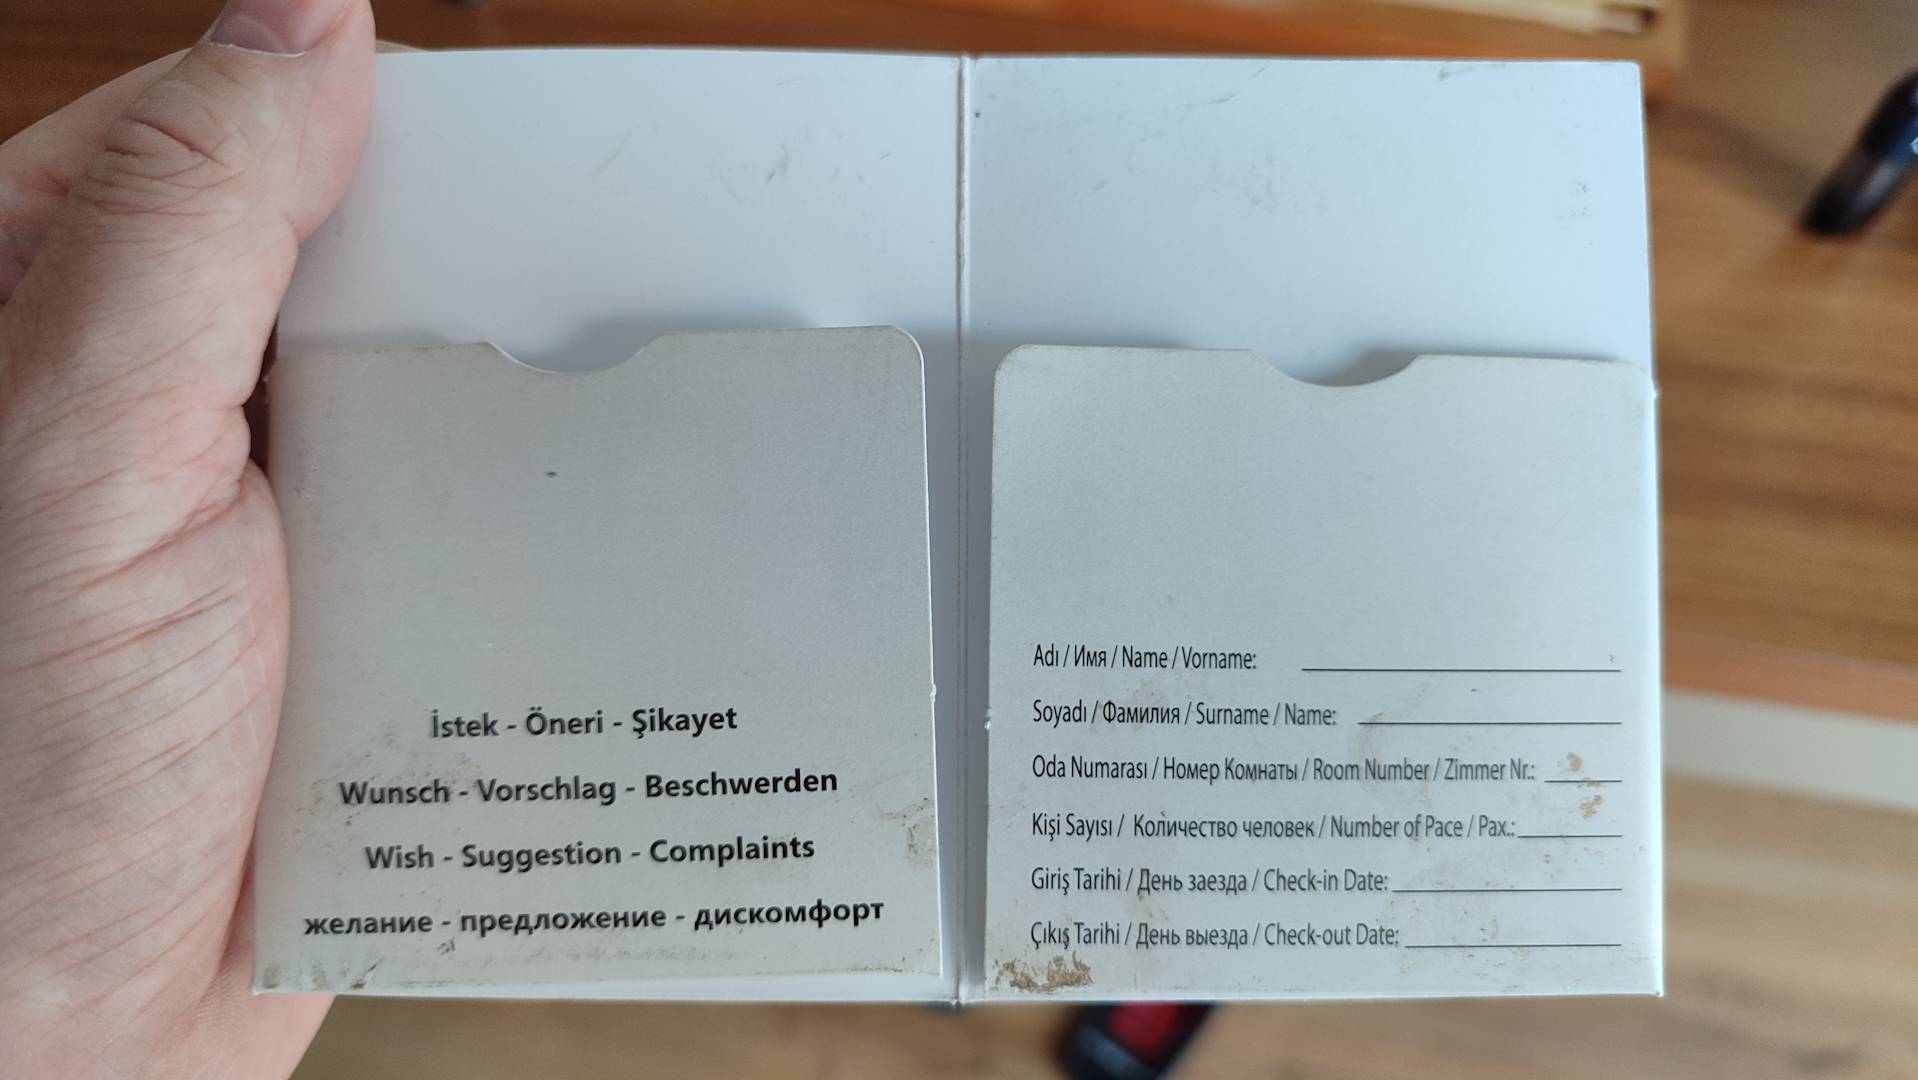 İstek - Öneri - Şikayet
Wunsch - Vorschlag - Beschwerden
Wish - Suggestion - Complaints
желание - предложение - дискомфорт
Adı / Имя / Name / Vorname:
Soyadı / Фамилия / Surname / Name:
Oda Numarası / Номер Комнаты / Room Number / Zimmer Nr.:
Kişi Sayısı / Количество человек / Number of Pace / Pax.:
Giriş Tarihi / День заезда / Check-in Date:
Çıkış Tarihi / День выезда / Check-out Date: